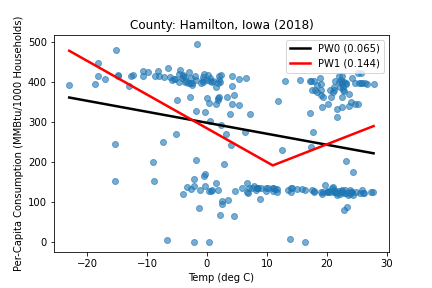 County: Hamilton, Iowa (2018)
Per-Capita Consumption (MMBtu/1000 Households)
500
400
300
200
100
0
PW0 (0.065)
PW1 (0.144)
−20
−10
0
10
20
30
Temp (deg C)